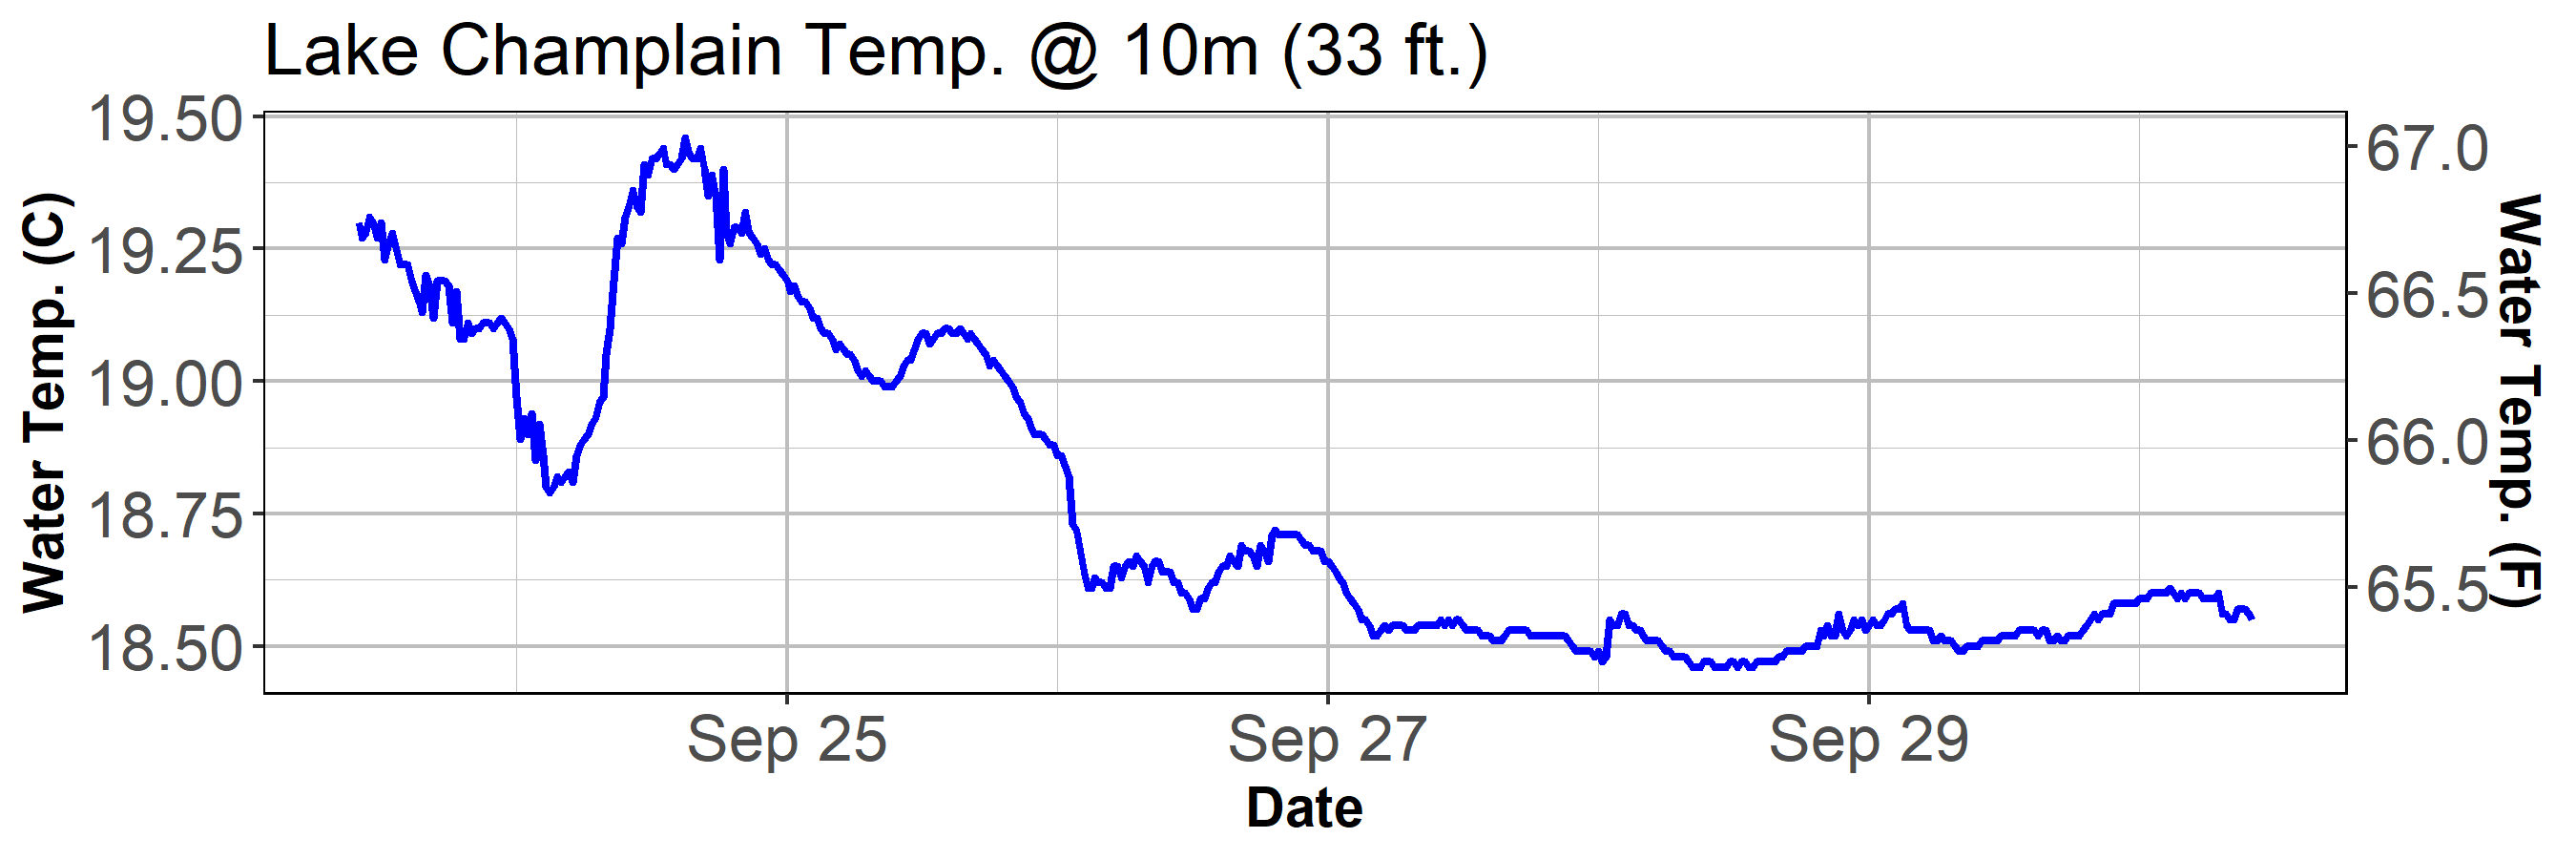 Lake Champlain Temp. @ 10m (33 ft.)
Water Temp. (C)
19.50
19.25
19.00
18.75
18.50
67.0
66.5
66.0
65.5
Water Temp. (F)
Sep 25
Sep 27
Sep 29
Date